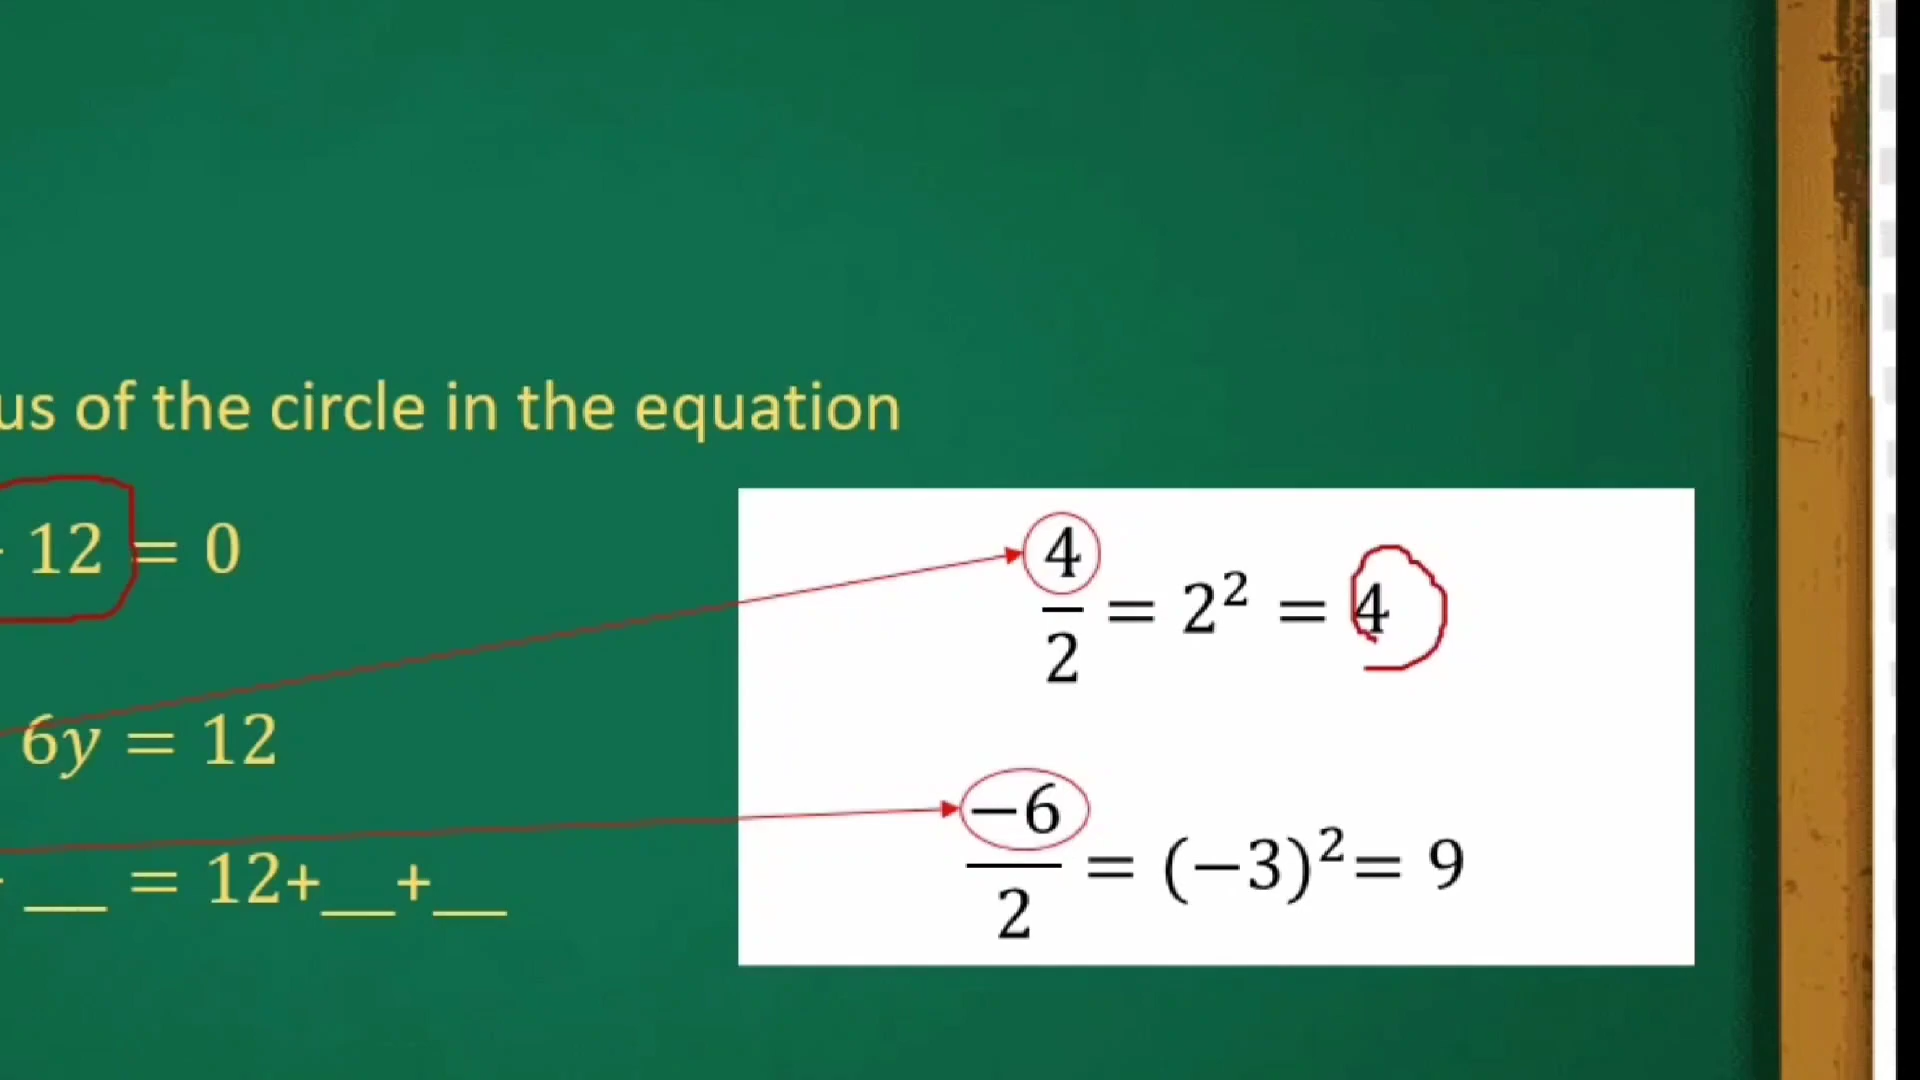 us of the circle in the equation
- 12 = 0
6y = 12
- __ = 12+__+__
4/2 = 2² = 4
-6/2 = (−3)² = 9